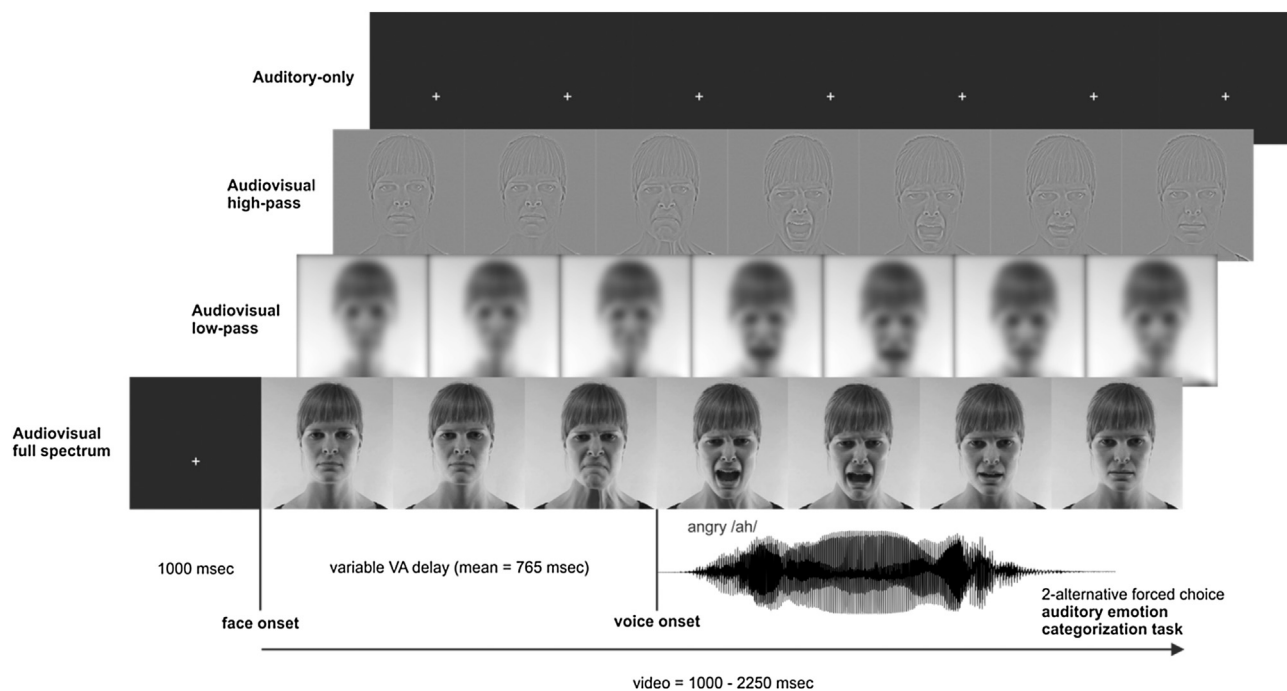 Auditory-only
Audiovisual
high-pass
Audiovisual
low-pass
Audiovisual
full spectrum
angry /ah/
1000 msec
variable VA delay (mean = 765 msec)
2-alternative forced choice
auditory emotion
categorization task
face onset
voice onset
video = 1000 - 2250 msec